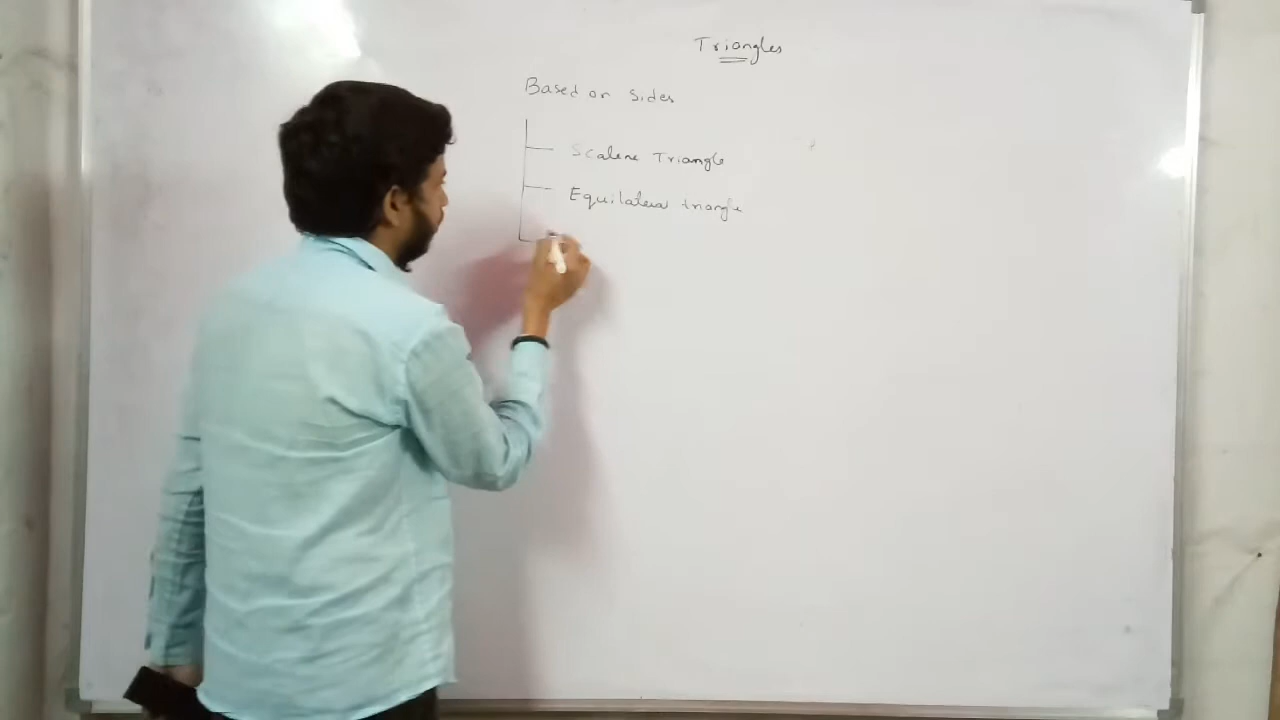 Triangles
Based on Sides
Scalene Triangle
Equilateral triangle